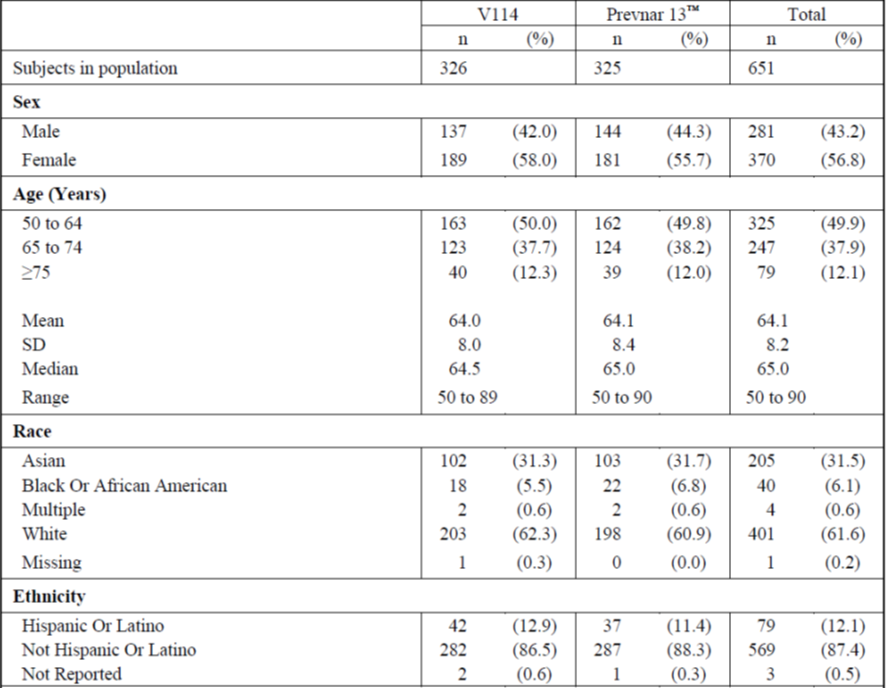 V114 Prevnar 13™ Total
n (%) n (%) n (%)
Subjects in population 326 325 651
Sex
Male 137 (42.0) 144 (44.3) 281 (43.2)
Female 189 (58.0) 181 (55.7) 370 (56.8)
Age (Years)
50 to 64 163 (50.0) 162 (49.8) 325 (49.9)
65 to 74 123 (37.7) 124 (38.2) 247 (37.9)
≥75 40 (12.3) 39 (12.0) 79 (12.1)
Mean 64.0 64.1 64.1
SD 8.0 8.4 8.2
Median 64.5 65.0 65.0
Range 50 to 89 50 to 90 50 to 90
Race
Asian 102 (31.3) 103 (31.7) 205 (31.5)
Black Or African American 18 (5.5) 22 (6.8) 40 (6.1)
Multiple 2 (0.6) 2 (0.6) 4 (0.6)
White 203 (62.3) 198 (60.9) 401 (61.6)
Missing 1 (0.3) 0 (0.0) 1 (0.2)
Ethnicity
Hispanic Or Latino 42 (12.9) 37 (11.4) 79 (12.1)
Not Hispanic Or Latino 282 (86.5) 287 (88.3) 569 (87.4)
Not Reported 2 (0.6) 1 (0.3) 3 (0.5)